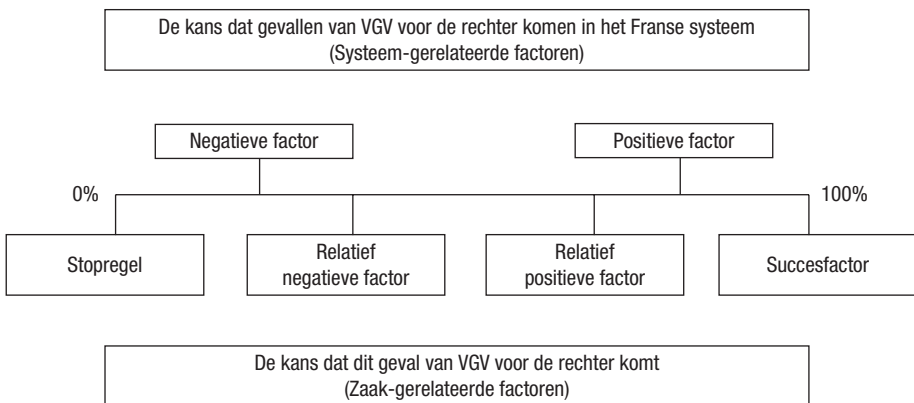 De kans dat gevallen van VGV voor de rechter komen in het Franse systeem
(Systeem-gerelateerde factoren)
Negatieve factor
Positieve factor
0%
100%
Stopregel
Relatief
negatieve factor
Relatief
positieve factor
Succesfactor
De kans dat dit geval van VGV voor de rechter komt
(Zaak-gerelateerde factoren)